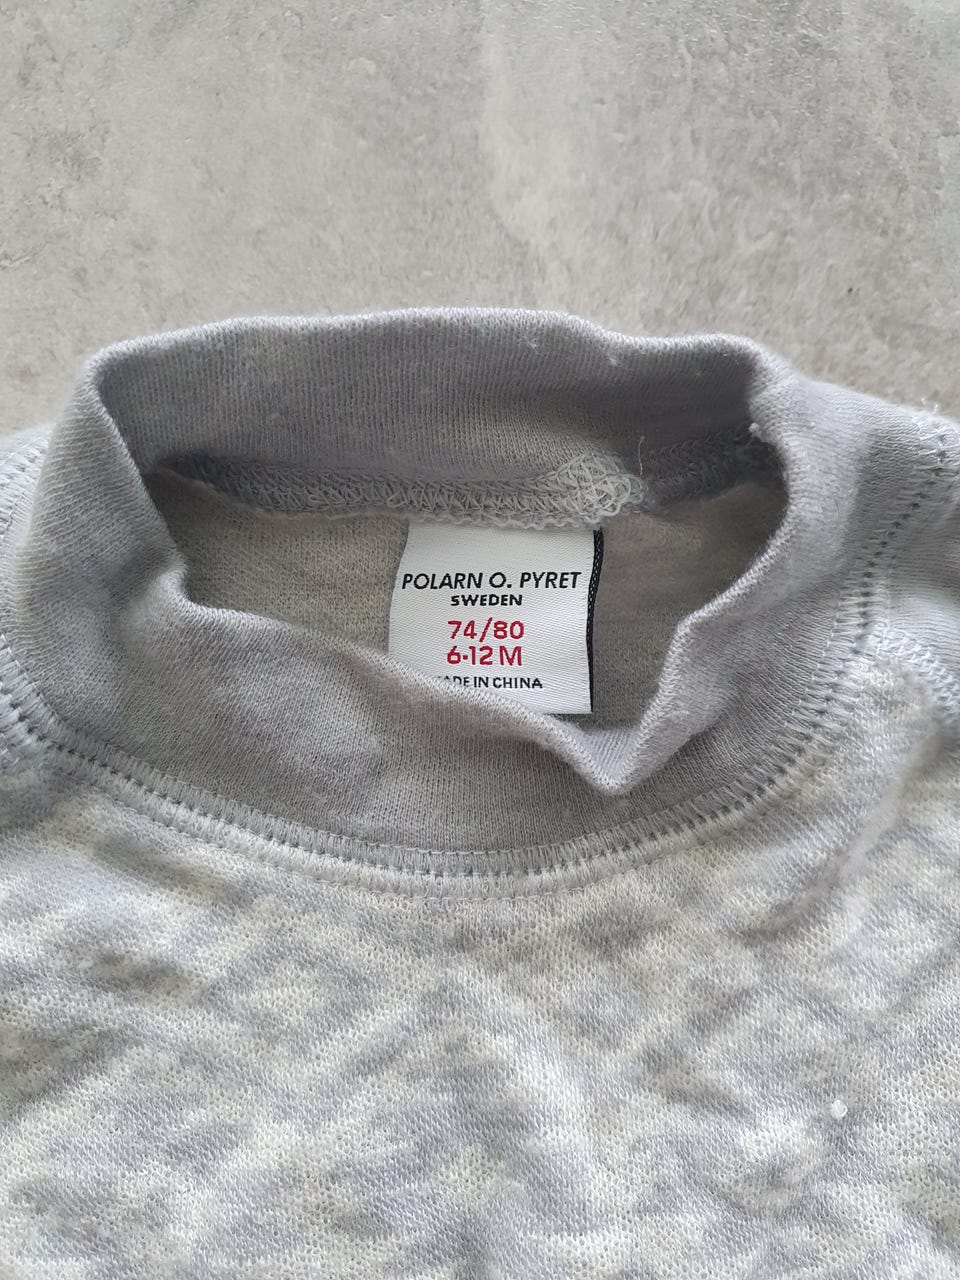 POLARN O. PYRET
SWEDEN
74/80
6-12 M
MADE IN CHINA